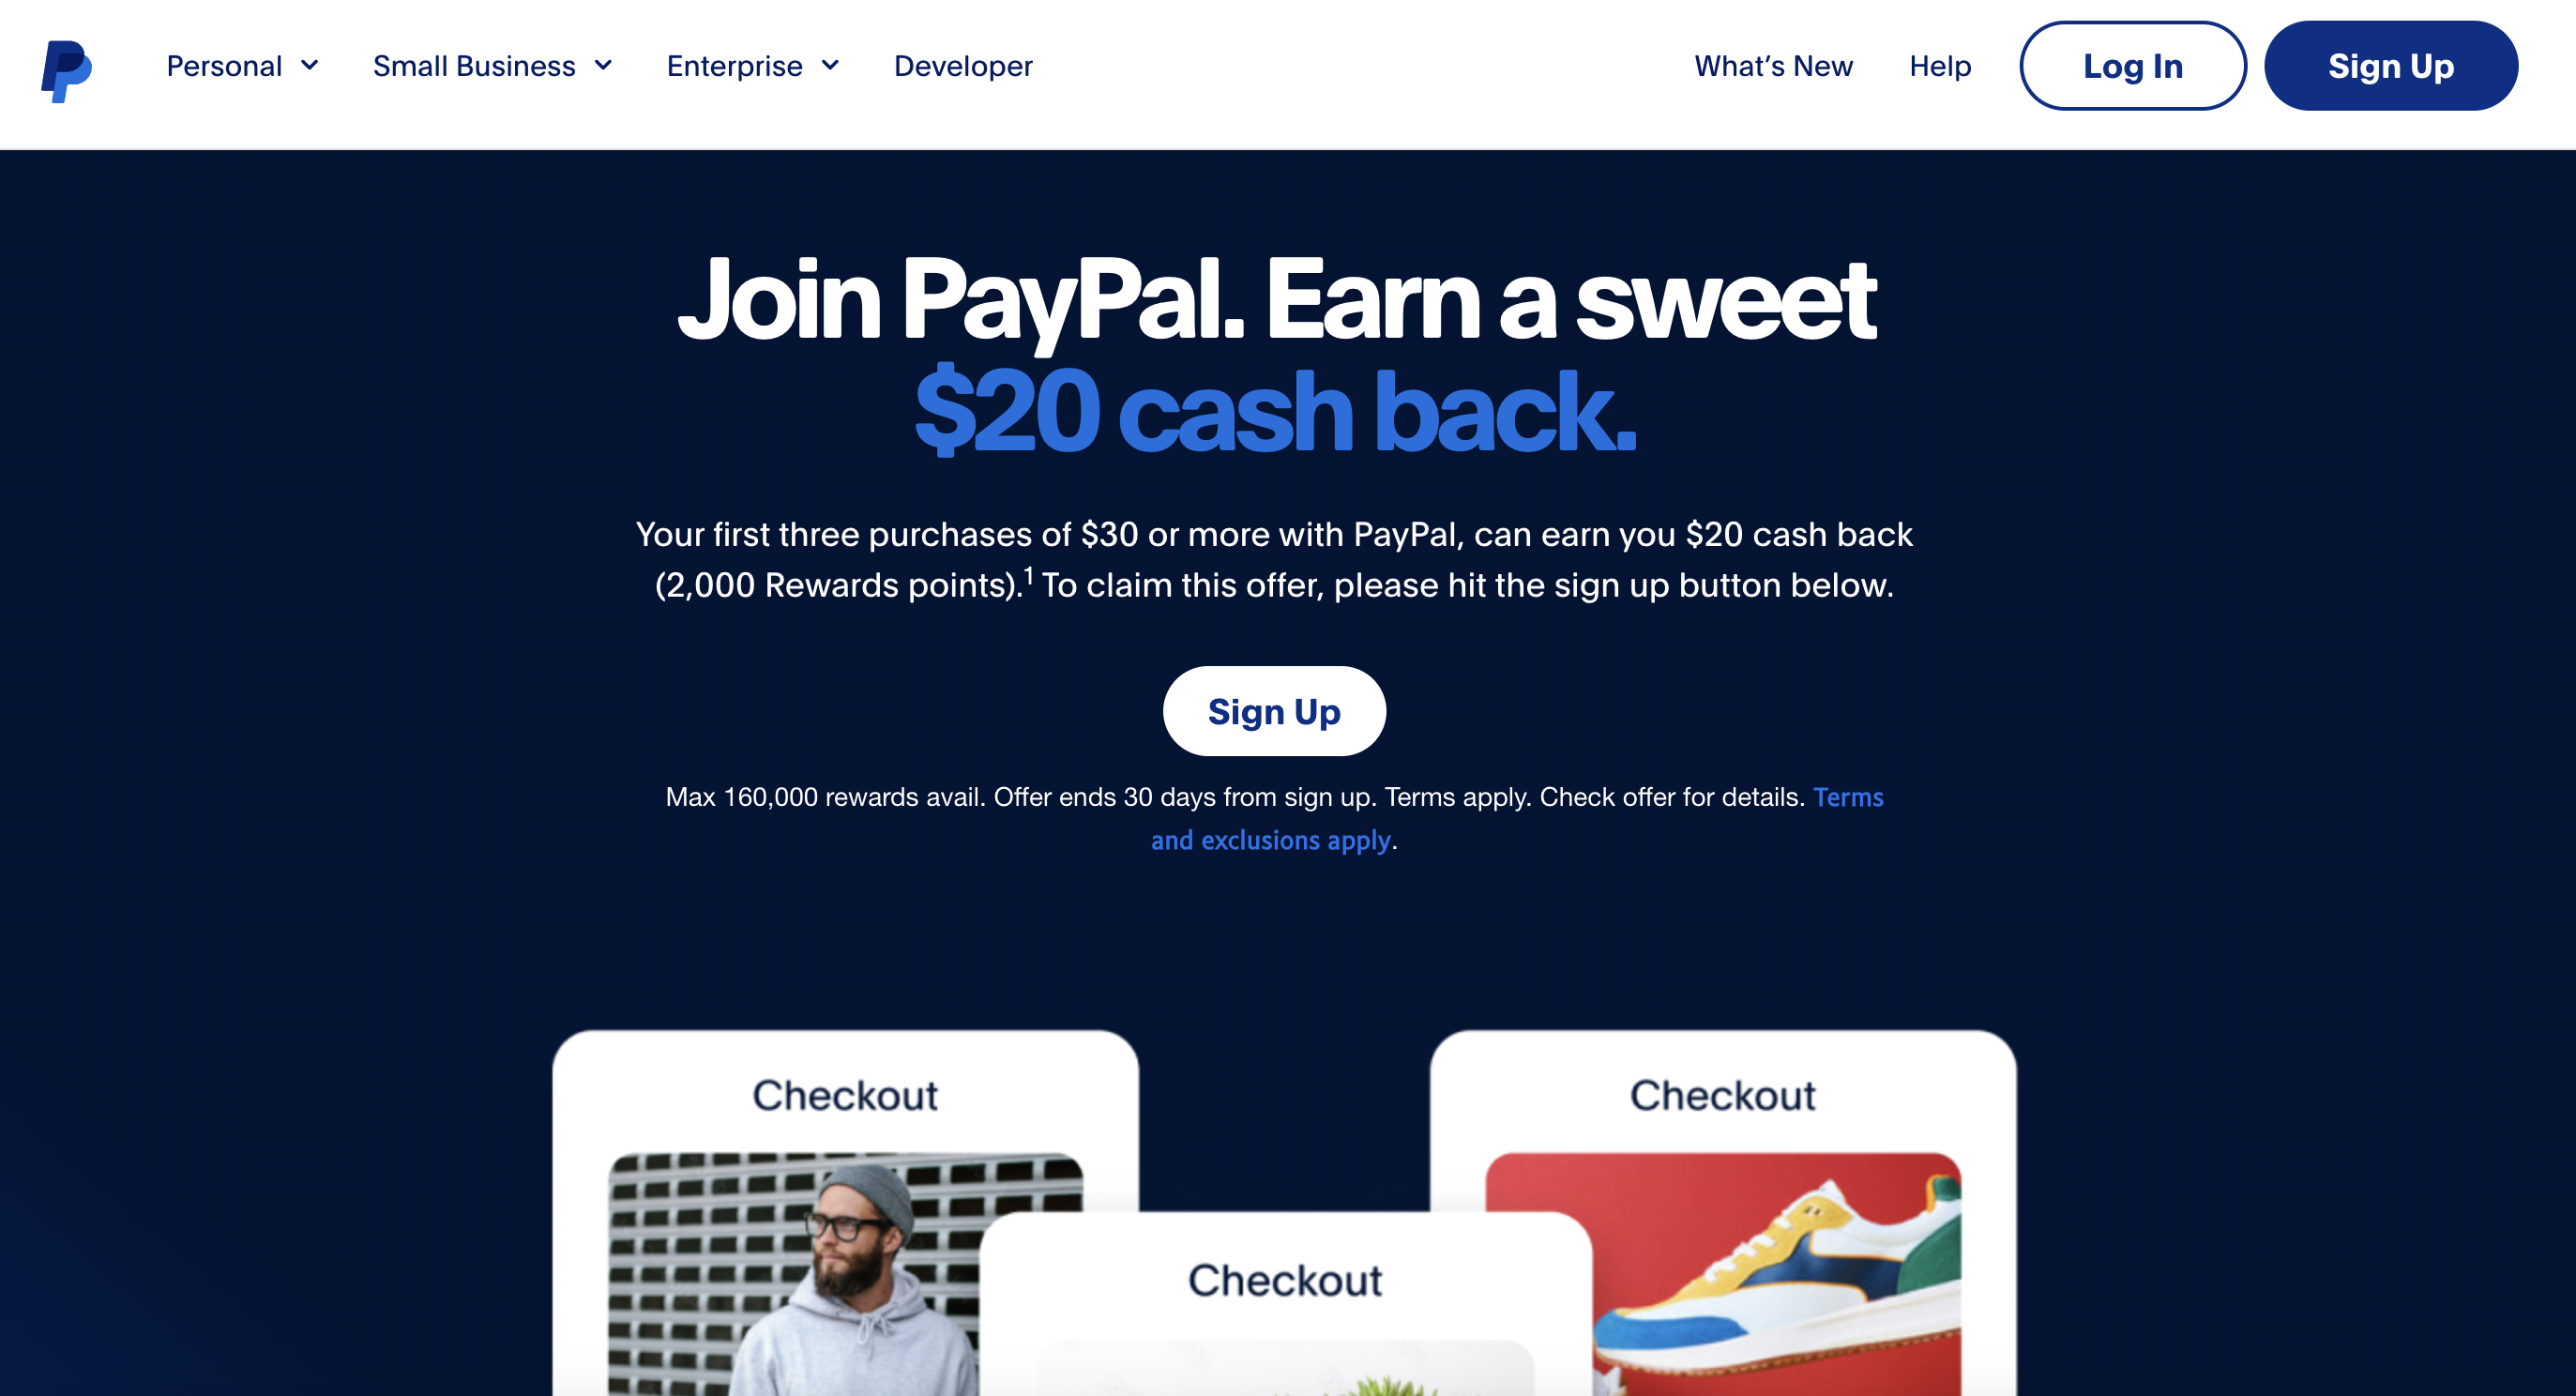 Personal
Small Business
Enterprise
Developer
What's New
Help
Log In
Sign Up
Join PayPal. Earn a sweet
$20 cash back.
Your first three purchases of $30 or more with PayPal, can earn you $20 cash back
(2,000 Rewards points).¹ To claim this offer, please hit the sign up button below.
Sign Up
Max 160,000 rewards avail. Offer ends 30 days from sign up. Terms apply. Check offer for details. Terms
and exclusions apply.
Checkout
Checkout
Checkout